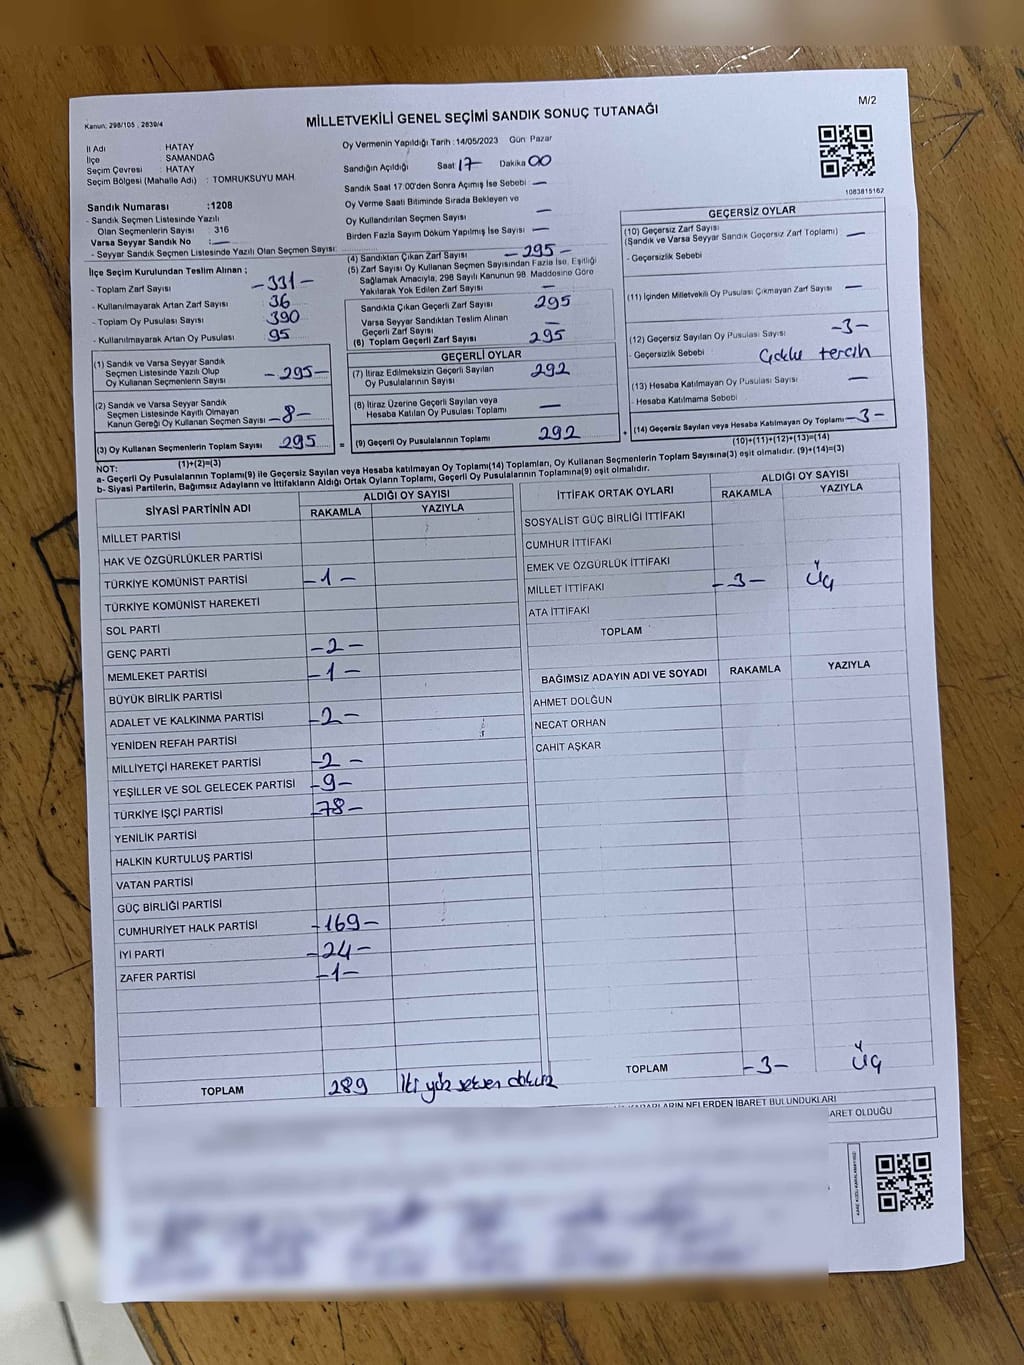 M/2
Kanun: 298/105 , 2839/4
MİLLETVEKİLİ GENEL SEÇİMİ SANDIK SONUÇ TUTANAĞI
İl Adı : HATAY
İlçe : SAMANDAĞ
Seçim Çevresi : HATAY
Seçim Bölgesi (Mahalle Adı) : TOMRUKSUYU MAH.
Sandık Numarası :1208
- Sandık Seçmen Listesinde Yazılı
Olan Seçmenlerin Sayısı : 316
Varsa Seyyar Sandık No : —
- Seyyar Sandık Seçmen Listesinde Yazılı Olan Seçmen Sayısı:
Oy Vermenin Yapıldığı Tarih :14/05/2023 Gün Pazar
Sandığın Açıldığı Saat 17 Dakika 00
Sandık Saat 17:00'den Sonra Açılmış İse Sebebi —
Oy Verme Saati Bitiminde Sırada Bekleyen ve
Oy Kullandırılan Seçmen Sayısı —
Birden Fazla Sayım Döküm Yapılmış İse Sayısı —
1083815162
İlçe Seçim Kurulundan Teslim Alınan ;
- Toplam Zarf Sayısı -331-
- Kullanılmayarak Artan Zarf Sayısı : 36
- Toplam Oy Pusulası Sayısı : 390
- Kullanılmayarak Artan Oy Pusulası : 95
(1) Sandık ve Varsa Seyyar Sandık
Seçmen Listesinde Yazılı Olup
Oy Kullanan Seçmenlerin Sayısı -295-
(2) Sandık ve Varsa Seyyar Sandık
Seçmen Listesinde Kayıtlı Olmayan
Kanun Gereği Oy Kullanan Seçmen Sayısı -8-
(3) Oy Kullanan Seçmenlerin Toplam Sayısı 295
(1)+(2)=(3)
(4) Sandıktan Çıkan Zarf Sayısı -295-
(5) Zarf Sayısı Oy Kullanan Seçmen Sayısından Fazla İse, Eşitliği
Sağlamak Amacıyla, 298 Sayılı Kanunun 98. Maddesine Göre
Yakılarak Yok Edilen Zarf Sayısı —
Sandıkta Çıkan Geçerli Zarf Sayısı 295
Varsa Seyyar Sandıktan Teslim Alınan
Geçerli Zarf Sayısı —
(6) Toplam Geçerli Zarf Sayısı 295
GEÇERLİ OYLAR
(7) İtiraz Edilmeksizin Geçerli Sayılan
Oy Pusulalarının Sayısı 292
(8) İtiraz Üzerine Geçerli Sayılan veya
Hesaba Katılan Oy Pusulası Toplamı —
= (9) Geçerli Oy Pusulalarının Toplamı 292
GEÇERSİZ OYLAR
(10) Geçersiz Zarf Sayısı
(Sandık ve Varsa Seyyar Sandık Geçersiz Zarf Toplamı) —
- Geçersizlik Sebebi
(11) İçinden Milletvekili Oy Pusulası Çıkmayan Zarf Sayısı —
(12) Geçersiz Sayılan Oy Pusulası Sayısı -3-
- Geçersizlik Sebebi Çoklu tercih
(13) Hesaba Katılmayan Oy Pusulası Sayısı —
- Hesaba Katılmama Sebebi
+ (14) Geçersiz Sayılan veya Hesaba Katılmayan Oy Toplamı -3-
(10)+(11)+(12)+(13)=(14)
NOT:
a- Geçerli Oy Pusulalarının Toplamı(9) ile Geçersiz Sayılan veya Hesaba katılmayan Oy Toplamı(14) Toplamları, Oy Kullanan Seçmenlerin Toplam Sayısına(3) eşit olmalıdır. (9)+(14)=(3)
b- Siyasi Partilerin, Bağımsız Adayların ve İttifakların Aldığı Ortak Oyların Toplamı, Geçerli Oy Pusulalarının Toplamına(9) eşit olmalıdır.
SİYASİ PARTİNİN ADI ALDIĞI OY SAYISI
RAKAMLA YAZIYLA
MİLLET PARTİSİ
HAK VE ÖZGÜRLÜKLER PARTİSİ
TÜRKİYE KOMÜNİST PARTİSİ -1-
TÜRKİYE KOMÜNİST HAREKETİ
SOL PARTİ
GENÇ PARTİ -2-
MEMLEKET PARTİSİ -1-
BÜYÜK BİRLİK PARTİSİ
ADALET VE KALKINMA PARTİSİ -2-
YENİDEN REFAH PARTİSİ
MİLLİYETÇİ HAREKET PARTİSİ -2-
YEŞİLLER VE SOL GELECEK PARTİSİ -9-
TÜRKİYE İŞÇİ PARTİSİ -78-
YENİLİK PARTİSİ
HALKIN KURTULUŞ PARTİSİ
VATAN PARTİSİ
GÜÇ BİRLİĞİ PARTİSİ
CUMHURİYET HALK PARTİSİ -169-
İYİ PARTİ -24-
ZAFER PARTİSİ -1-
TOPLAM 289 İki yüz seksen dokuz
İTTİFAK ORTAK OYLARI ALDIĞI OY SAYISI
RAKAMLA YAZIYLA
SOSYALİST GÜÇ BİRLİĞİ İTTİFAKI
CUMHUR İTTİFAKI
EMEK VE ÖZGÜRLÜK İTTİFAKI
MİLLET İTTİFAKI -3- Üç
ATA İTTİFAKI
TOPLAM
BAĞIMSIZ ADAYIN ADI VE SOYADI RAKAMLA YAZIYLA
AHMET DOLĞUN
NECAT ORHAN
CAHİT AŞKAR
TOPLAM -3- Üç
NELERDEN İBARET BULUNDUKLARI
OLDUĞU